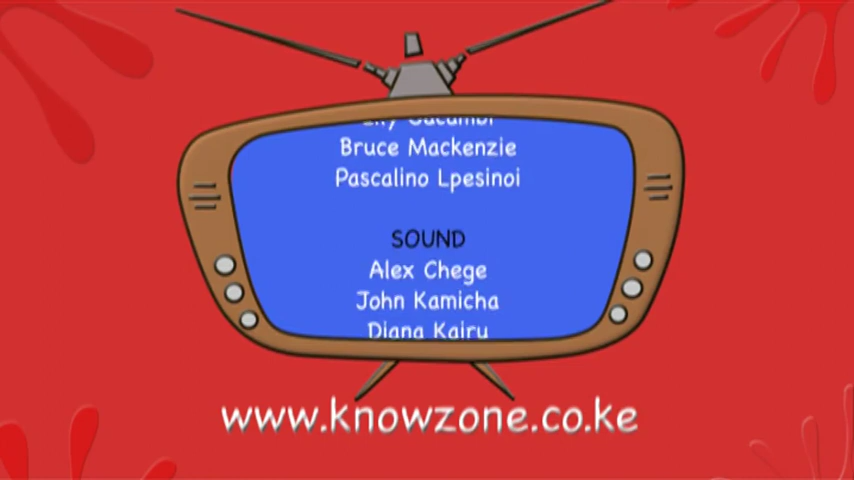 Bruce Mackenzie
Pascalino Lpesinoi
SOUND
Alex Chege
John Kamicha
Diana Kairu
www.knowzone.co.ke